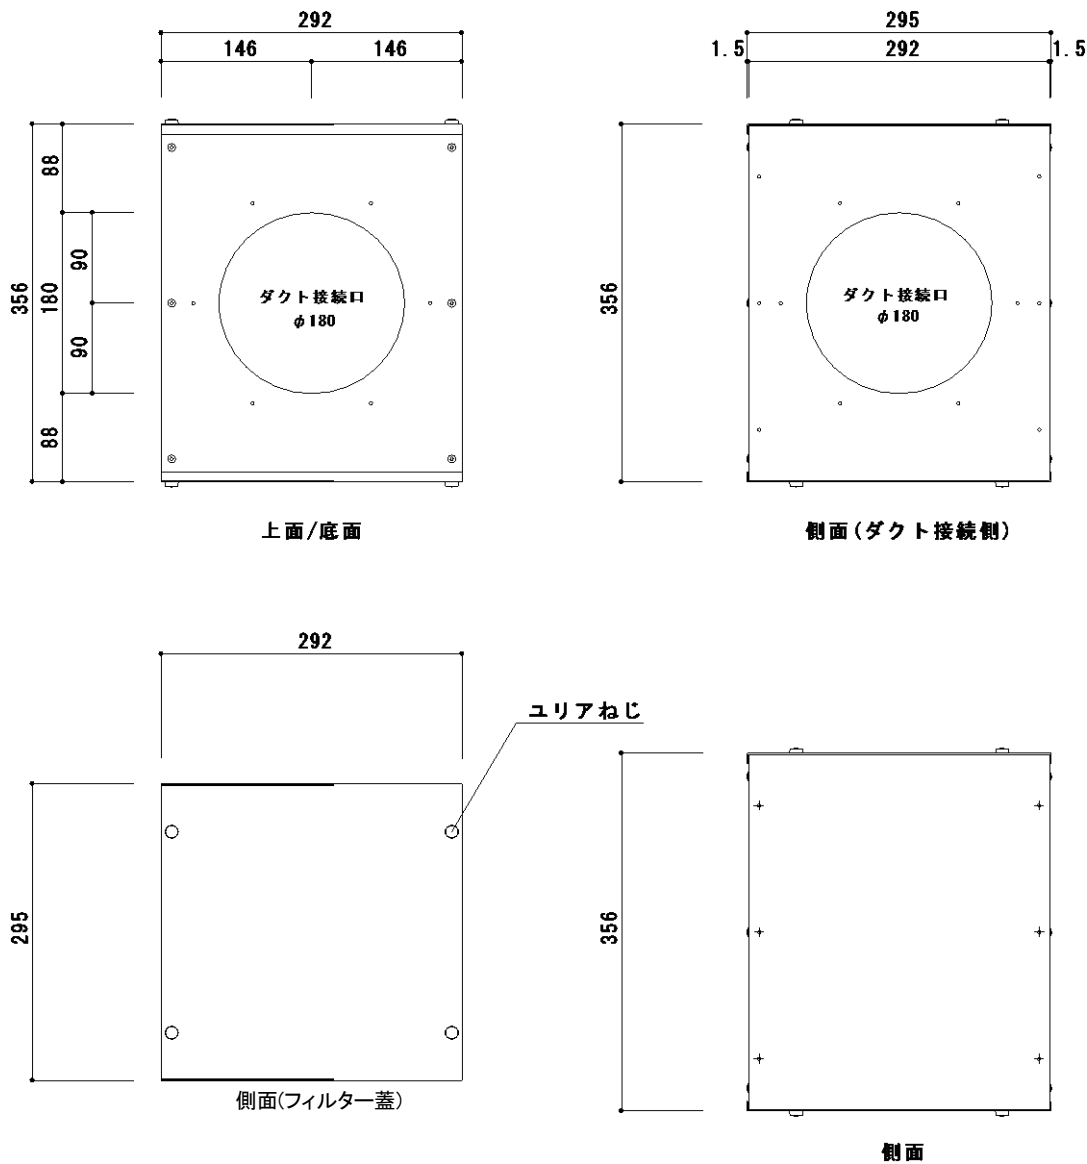 292
146
146
88
90
356
180
90
88
ダクト接続口
φ180
上面/底面
295
1.5
292
1.5
356
ダクト接続口
φ180
側面(ダクト接続側)
292
ユリアねじ
295
側面(フィルター蓋)
356
側面